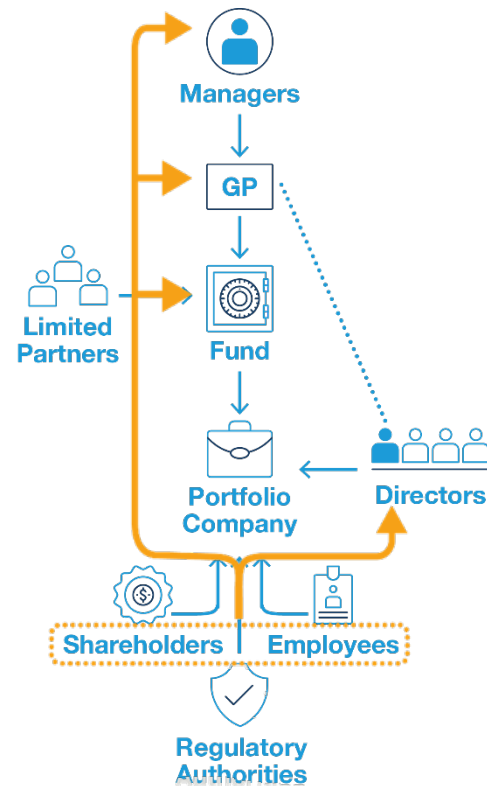 Managers
GP
Limited
Partners
Fund
Portfolio
Company
Directors
$
Shareholders
Employees
Regulatory
Authorities